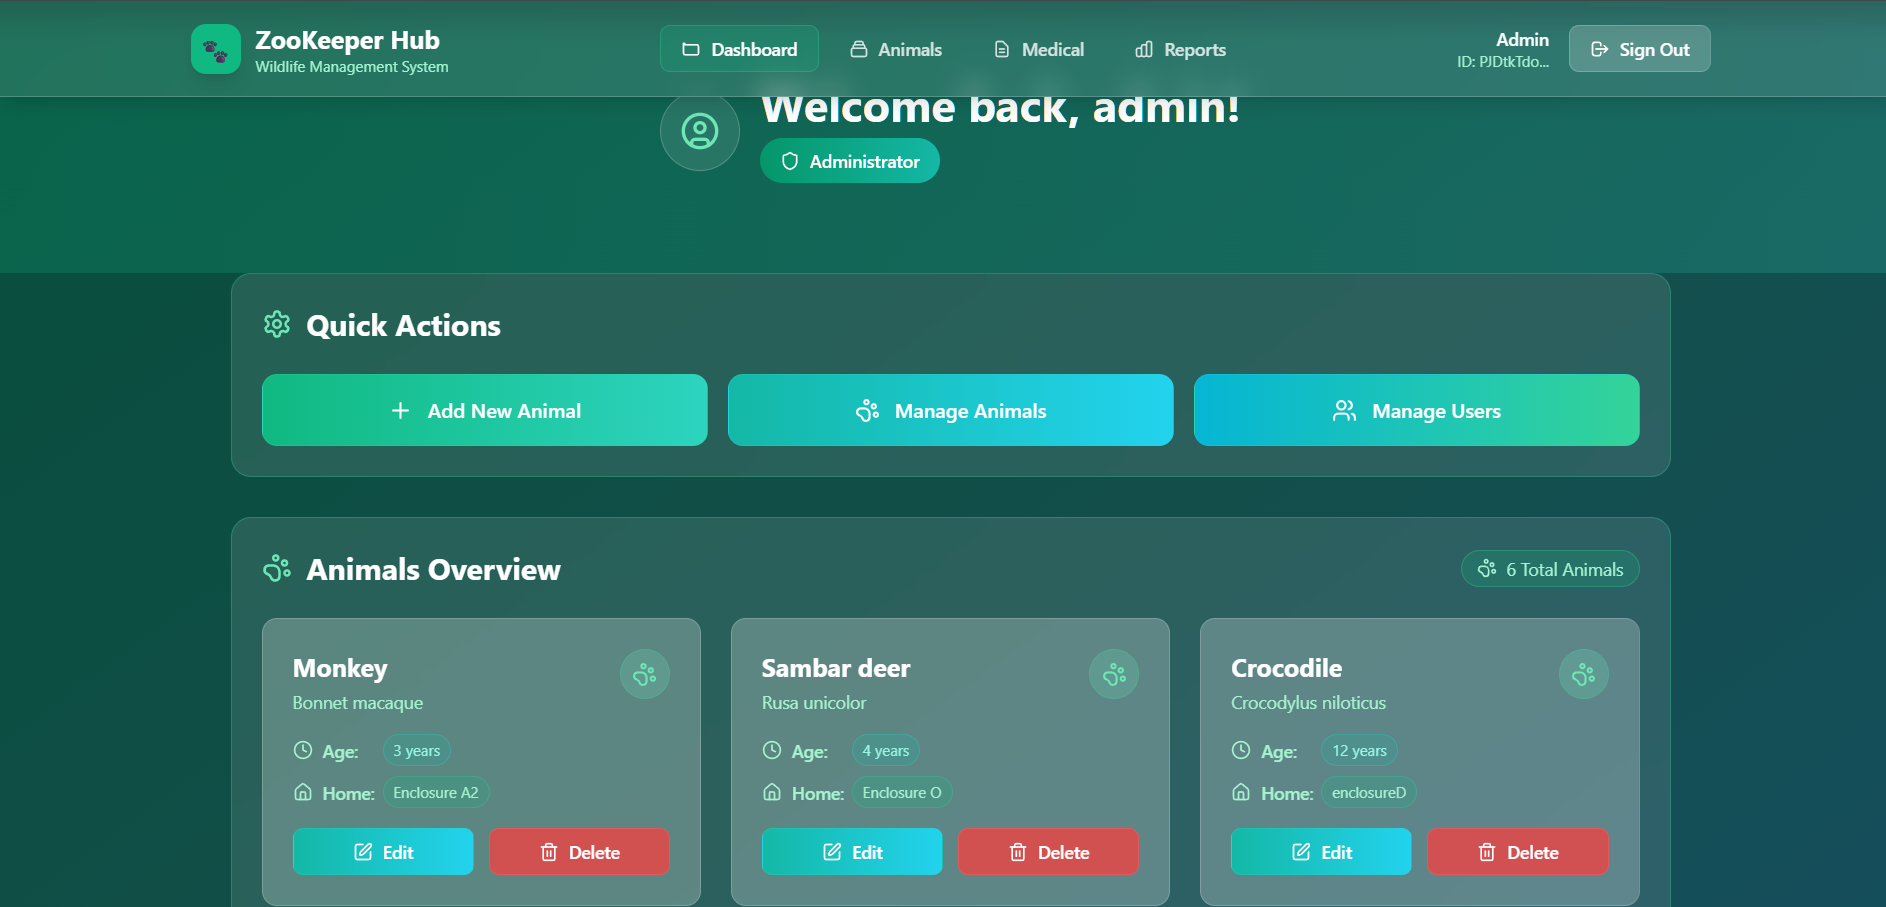 ZooKeeper Hub
Wildlife Management System
Dashboard
Animals
Medical
Reports
Admin
ID: PJDtkTdo...
Sign Out
Welcome back, admin!
Administrator
Quick Actions
Add New Animal
Manage Animals
Manage Users
Animals Overview
6 Total Animals
Monkey
Bonnet macaque
Age: 3 years
Home: Enclosure A2
Edit
Delete
Sambar deer
Rusa unicolor
Age: 4 years
Home: Enclosure O
Edit
Delete
Crocodile
Crocodylus niloticus
Age: 12 years
Home: enclosureD
Edit
Delete